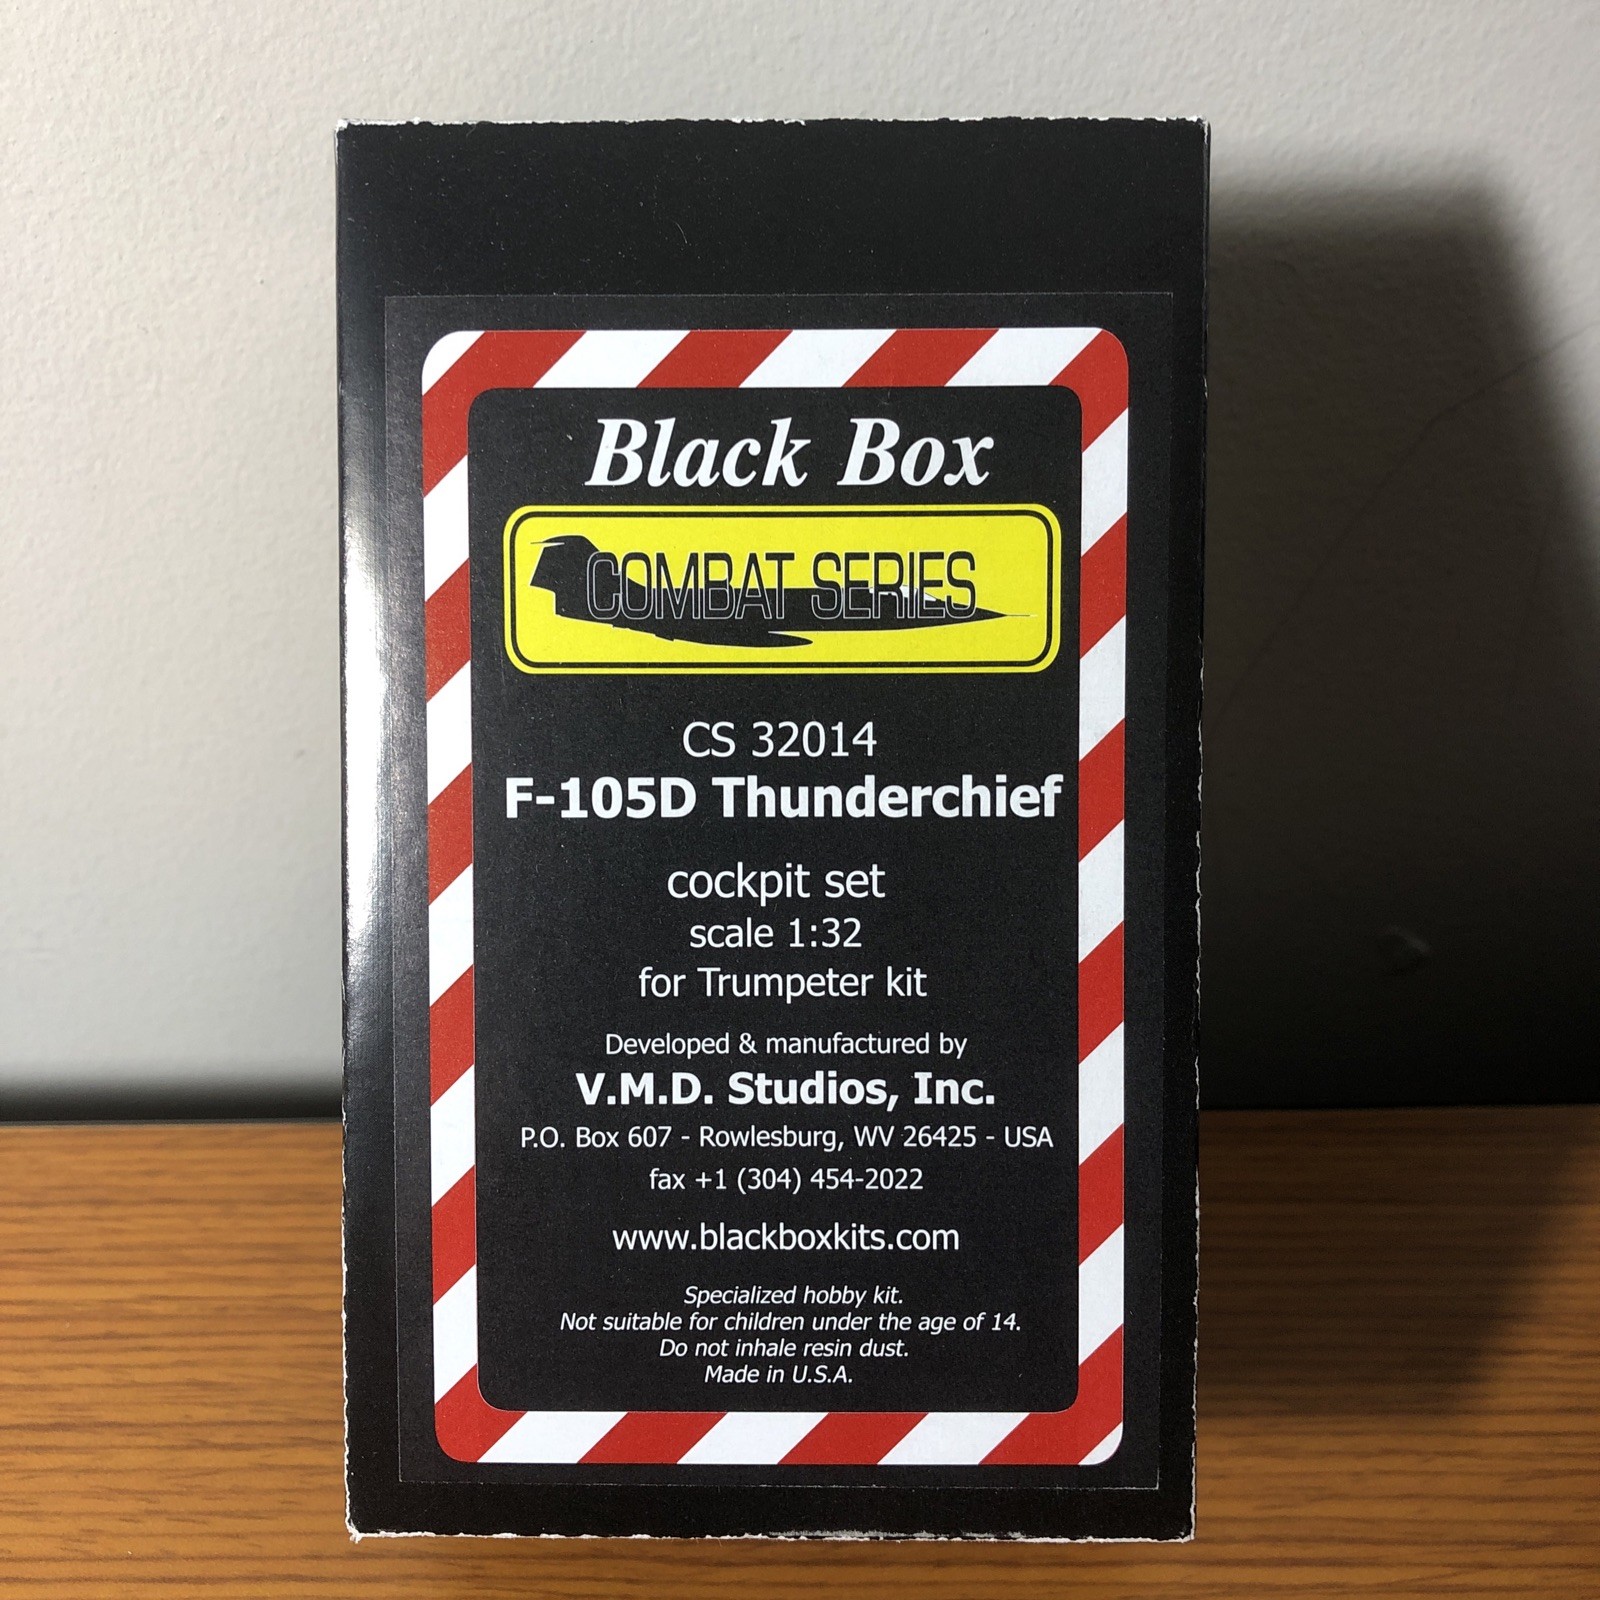 Black Box
COMBAT SERIES
CS 32014
F-105D Thunderchief
cockpit set
scale 1:32
for Trumpeter kit
Developed & manufactured by
V.M.D. Studios, Inc.
P.O. Box 607 - Rowlesburg, WV 26425 - USA
fax +1 (304) 454-2022
www.blackboxkits.com
Specialized hobby kit.
Not suitable for children under the age of 14.
Do not inhale resin dust.
Made in U.S.A.